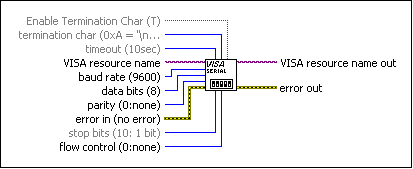 Enable Termination Char (T)
termination char (0xA = "\n...
timeout (10sec)
VISA resource name
VISA resource name out
baud rate (9600)
data bits (8)
parity (0:none)
error in (no error)
error out
stop bits (10: 1 bit)
flow control (0:none)
VISA
SERIAL